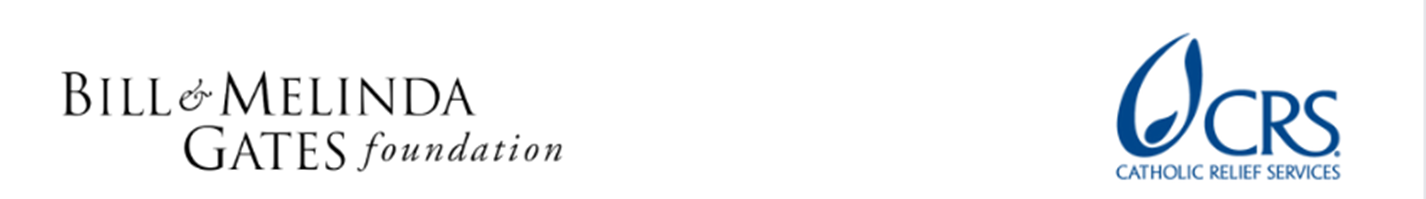 BILL & MELINDA
GATES foundation
CRS
CATHOLIC RELIEF SERVICES